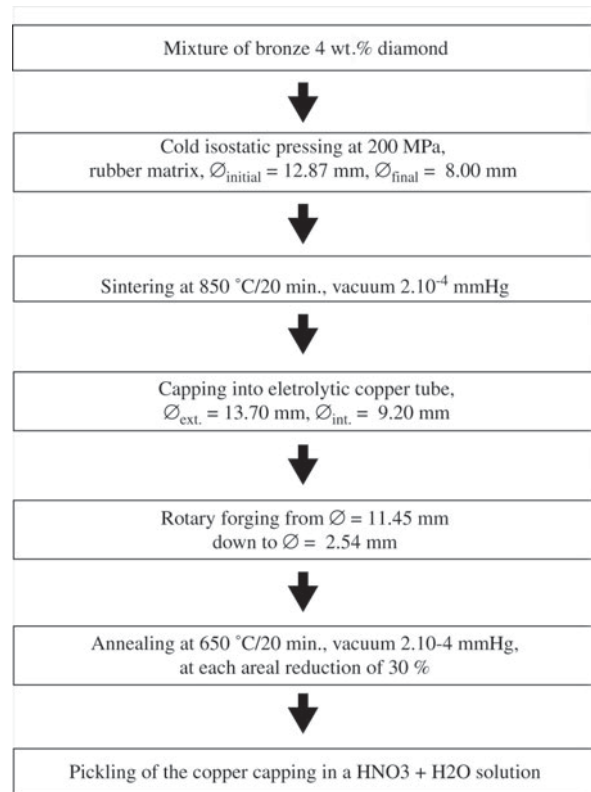 Mixture of bronze 4 wt.% diamond
Cold isostatic pressing at 200 MPa,
rubber matrix, ∅initial = 12.87 mm, ∅final = 8.00 mm
Sintering at 850 °C/20 min., vacuum 2.10-4 mmHg
Capping into eletrolytic copper tube,
∅ext. = 13.70 mm, ∅int. = 9.20 mm
Rotary forging from ∅ = 11.45 mm
down to ∅ = 2.54 mm
Annealing at 650 °C/20 min., vacuum 2.10-4 mmHg,
at each areal reduction of 30 %
Pickling of the copper capping in a HNO3 + H2O solution